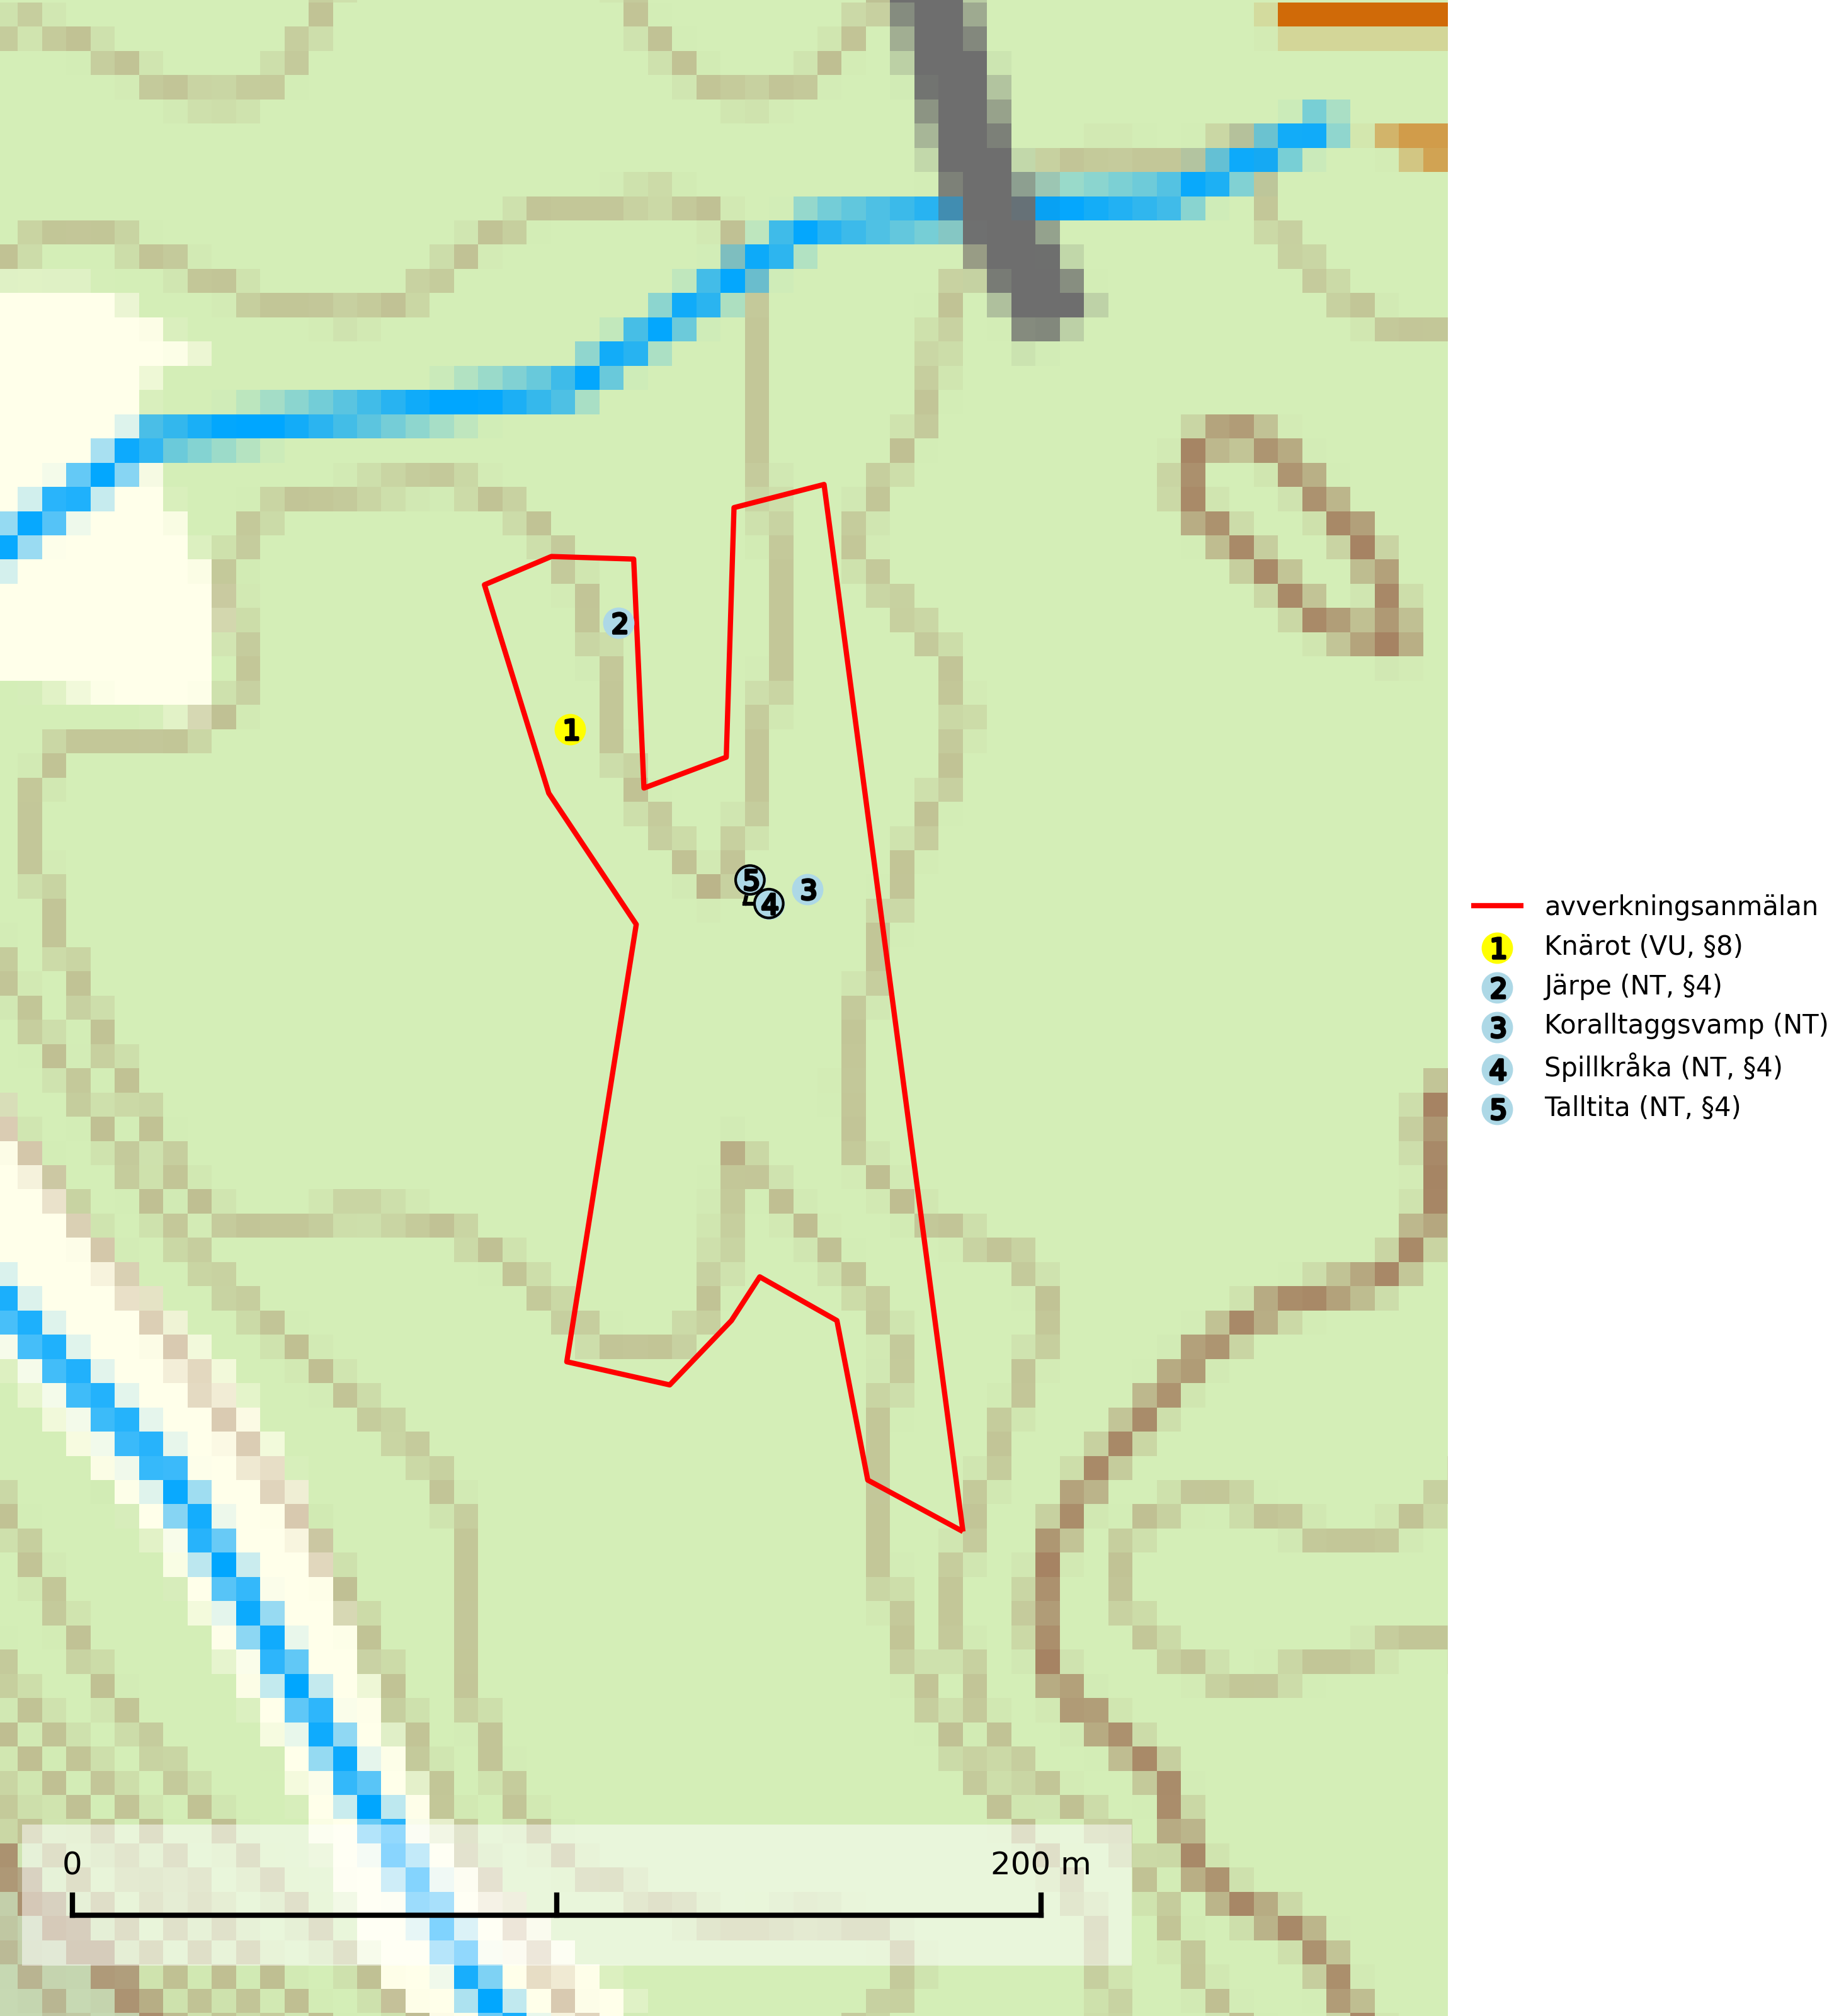 2
1
5
4
3
avverkningsanmälan
1 Knärot (VU, §8)
2 Järpe (NT, §4)
3 Koralltaggsvamp (NT)
4 Spillkråka (NT, §4)
5 Talltita (NT, §4)
0 200 m